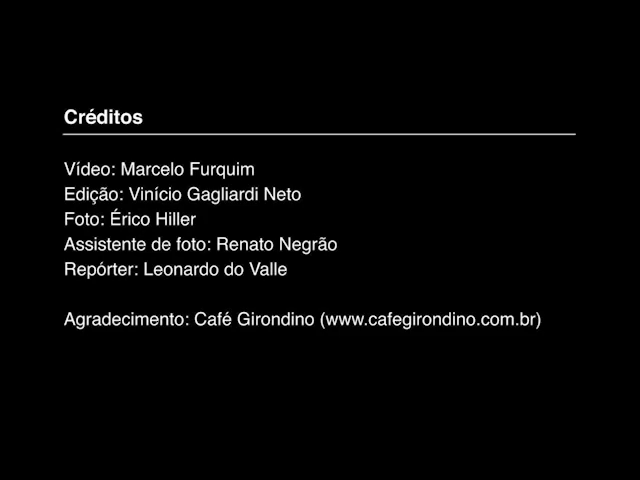 Créditos
Vídeo: Marcelo Furquim
Edição: Vinício Gagliardi Neto
Foto: Érico Hiller
Assistente de foto: Renato Negrão
Repórter: Leonardo do Valle
Agradecimento: Café Girondino (www.cafegirondino.com.br)